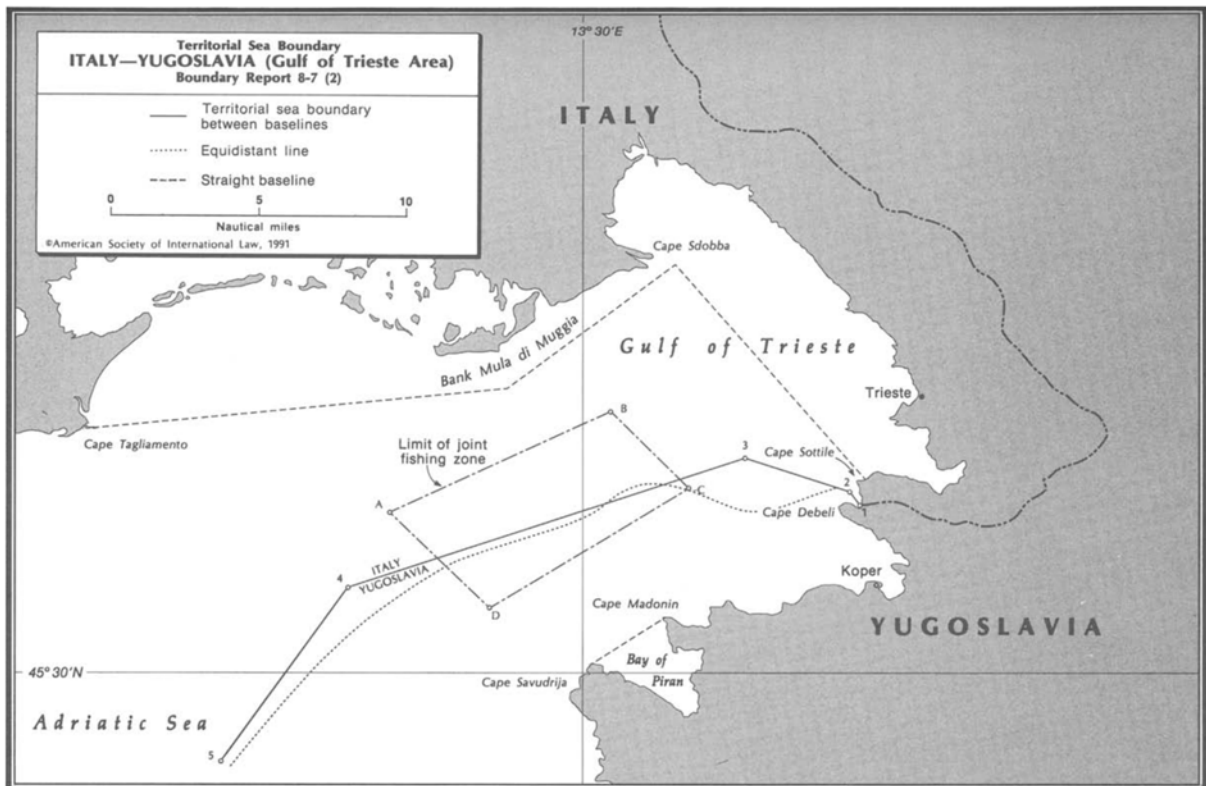 Territorial Sea Boundary
ITALY—YUGOSLAVIA (Gulf of Trieste Area)
Boundary Report 8-7 (2)
Territorial sea boundary
between baselines
Equidistant line
Straight baseline
0 5 10
Nautical miles
©American Society of International Law, 1991
13°30'E
ITALY
Cape Sdobba
Gulf of Trieste
Bank Mula di Muggia
Trieste
Cape Tagliamento
B
Limit of joint
fishing zone
3
Cape Sottile
A
C
2
Cape Debeli
1
ITALY
YUGOSLAVIA
4
Koper
D
Cape Madonin
YUGOSLAVIA
45°30'N
Bay of
Piran
Cape Savudrija
Adriatic Sea
5